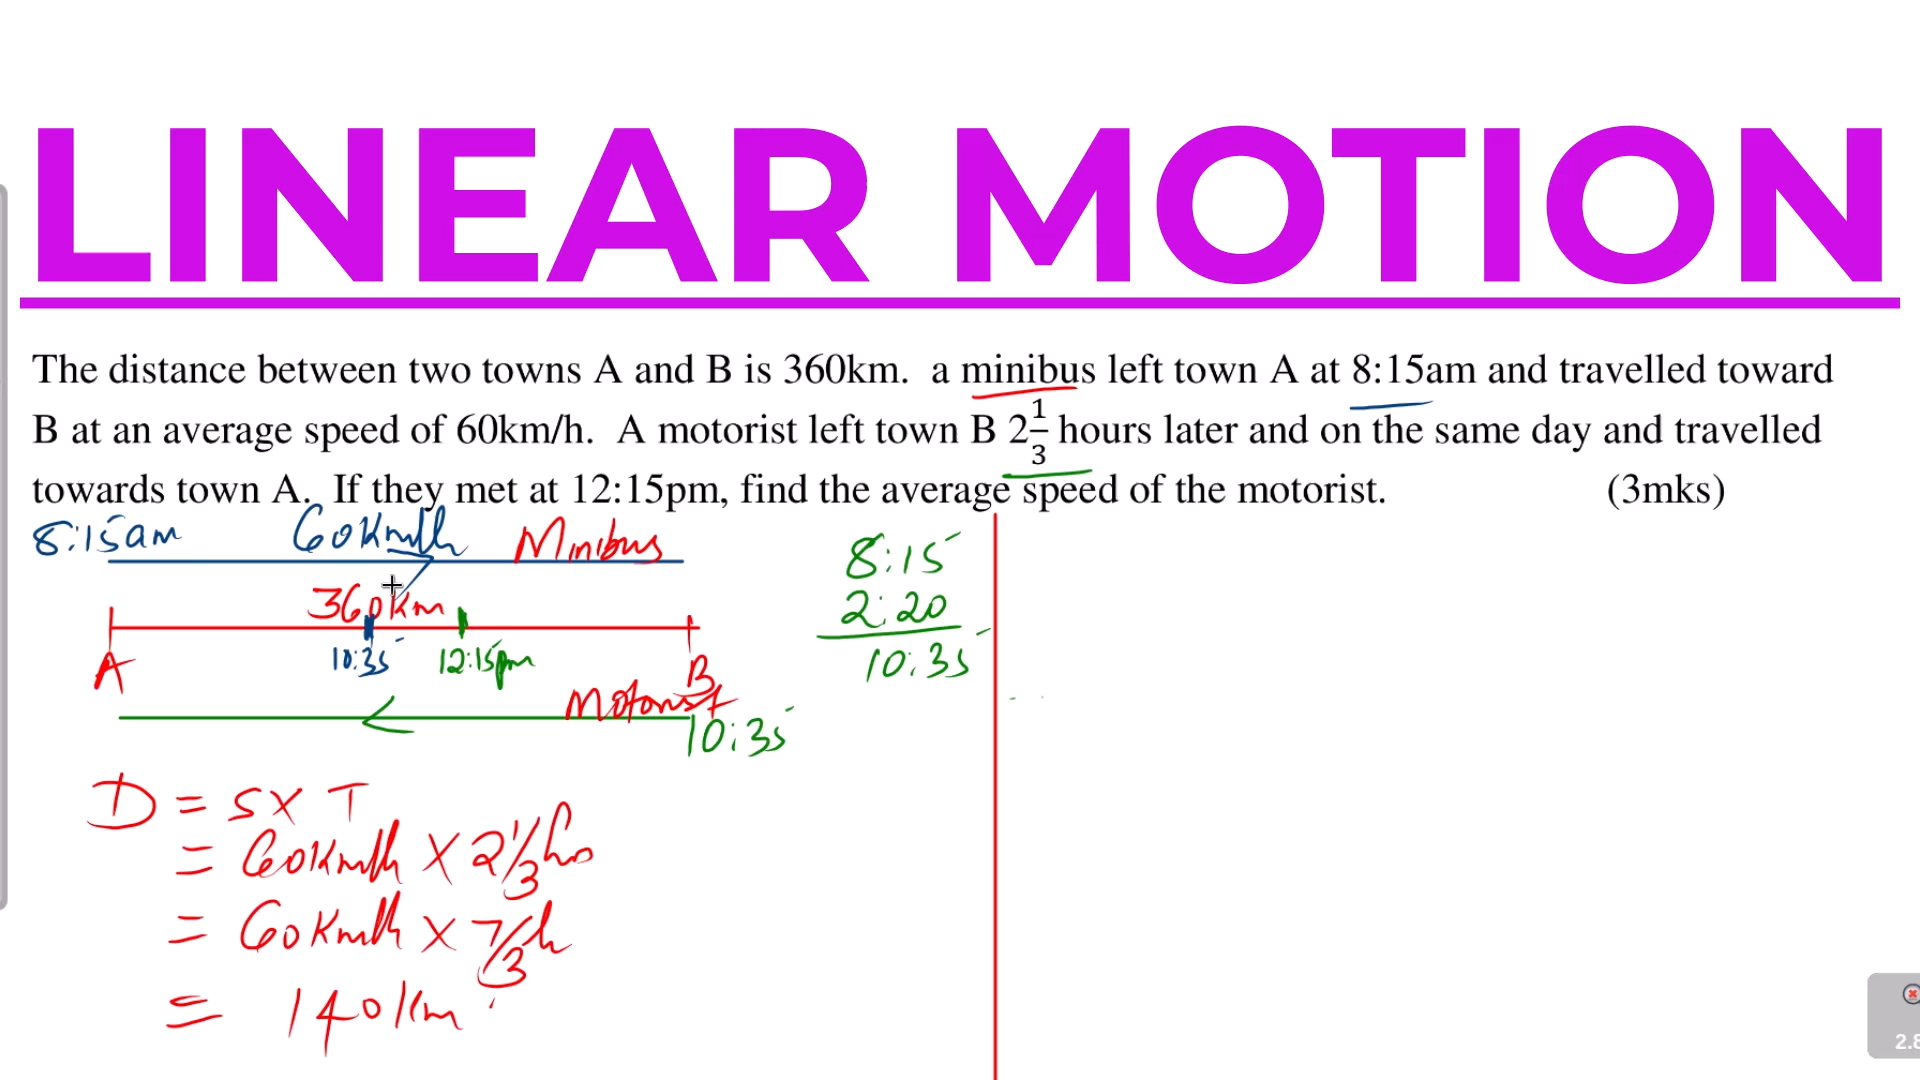 LINEAR MOTION
The distance between two towns A and B is 360km. a minibus left town A at 8:15am and travelled toward
B at an average speed of 60km/h. A motorist left town B 2 1/3 hours later and on the same day and travelled
towards town A. If they met at 12:15pm, find the average speed of the motorist. (3mks)
8:15am 60Km/h Minibus
360Km
A 10:35 12:15pm B
Motorist
10:35
8:15
2:20
10:35
D = S X T
= 60Km/h X 2 1/3 hrs
= 60Km/h X 7/3 h
= 140Km
2.8